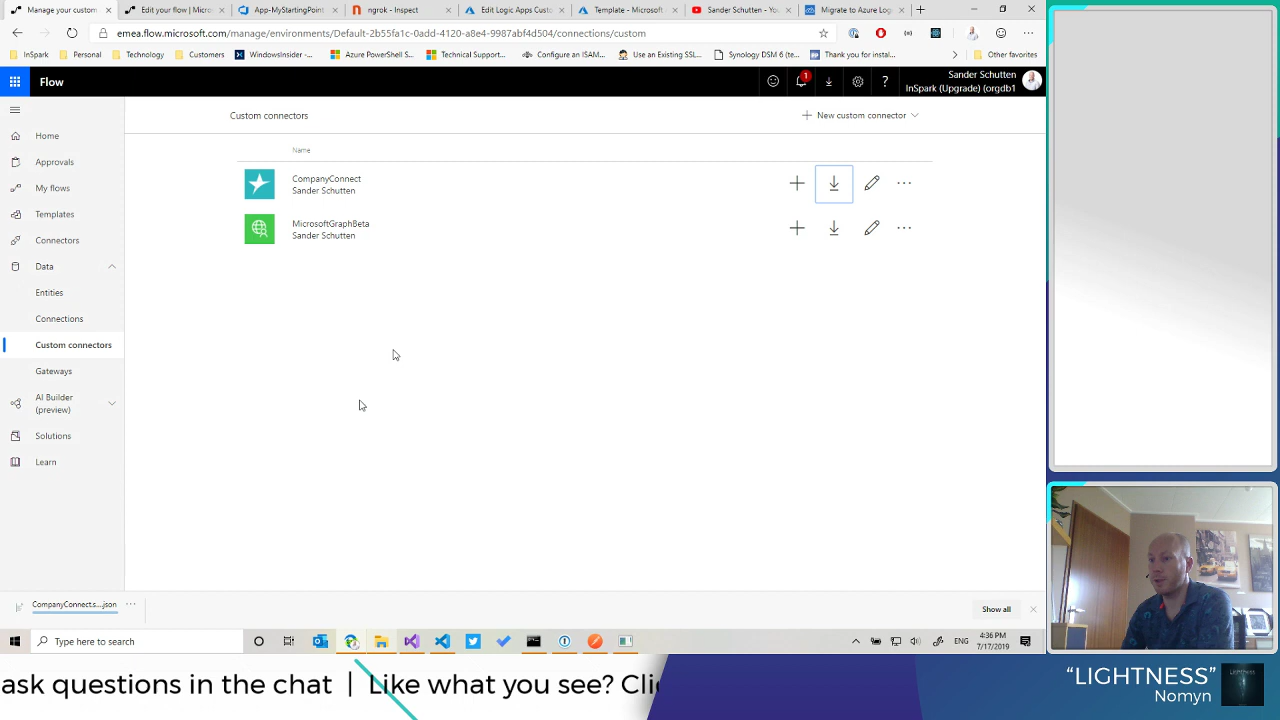 Manage your custom
Edit your flow | Micros
App-MyStartingPoint
ngrok - Inspect
Edit Logic Apps Custo
Template - Microsoft
Sander Schutten - You
Migrate to Azure Logi
emea.flow.microsoft.com/manage/environments/Default-2b55fa1c-0add-4120-a8e4-9987abf4d504/connections/custom
InSpark
Personal
Technology
Customers
WindowsInsider -...
Azure PowerShell S...
Technical Support...
Configure an ISAM...
Use an Existing SSL...
Synology DSM 6 (te...
Thank you for instal...
Other favorites
Flow
1
Sander Schutten
InSpark (Upgrade) (orgdb1
Custom connectors
New custom connector
Home
Approvals
My flows
Templates
Connectors
Data
Entities
Connections
Custom connectors
Gateways
AI Builder
(preview)
Solutions
Learn
Name
CompanyConnect
Sander Schutten
MicrosoftGraphBeta
Sander Schutten
CompanyConnect.s....json
Show all
Type here to search
ENG
4:36 PM
7/17/2019
ask questions in the chat | Like what you see? Cli
"LIGHTNESS"
Nomyn